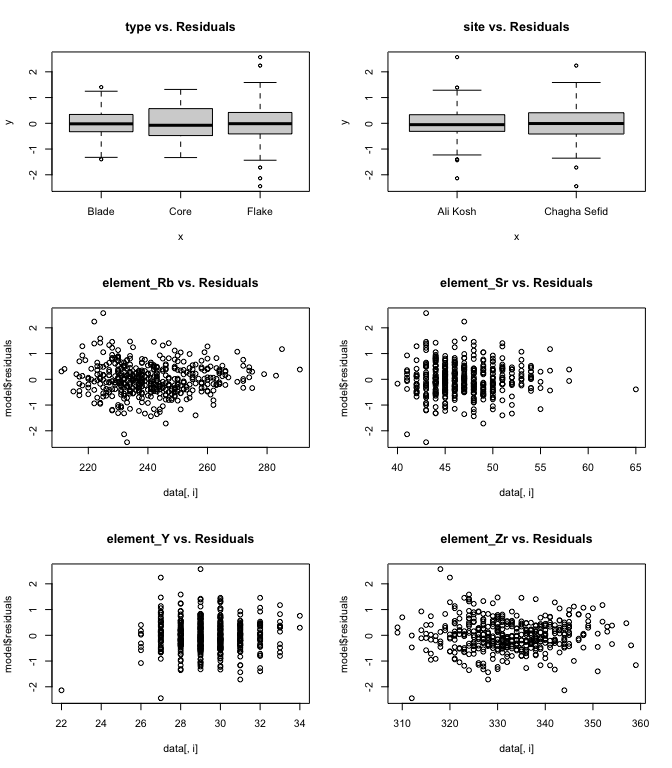 type vs. Residuals
y
2
1
0
-1
-2
Blade Core Flake
x
site vs. Residuals
y
2
1
0
-1
-2
Ali Kosh Chagha Sefid
x
element_Rb vs. Residuals
model$residuals
2
1
0
-1
-2
220 240 260 280
data[, i]
element_Sr vs. Residuals
model$residuals
2
1
0
-1
-2
40 45 50 55 60 65
data[, i]
element_Y vs. Residuals
model$residuals
2
1
0
-1
-2
22 24 26 28 30 32 34
data[, i]
element_Zr vs. Residuals
model$residuals
2
1
0
-1
-2
310 320 330 340 350 360
data[, i]